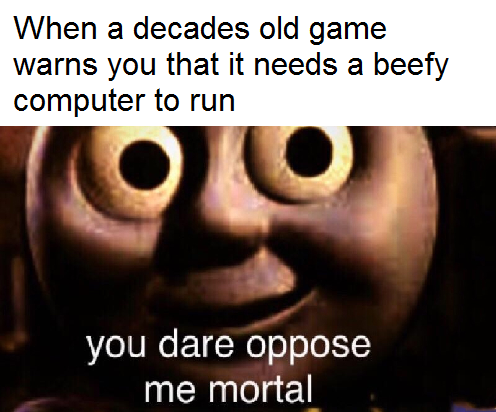 When a decades old game
warns you that it needs a beefy
computer to run
you dare oppose
me mortal